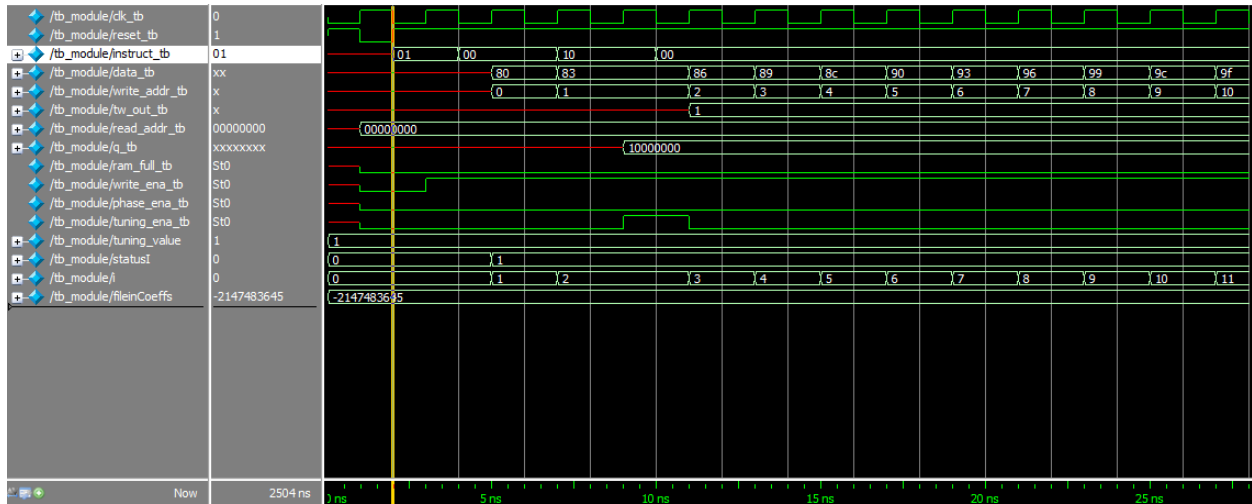 /tb_module/clk_tb 0
/tb_module/reset_tb 1
/tb_module/instruct_tb 01 01 00 10 00
/tb_module/data_tb xx 80 83 86 89 8c 90 93 96 99 9c 9f
/tb_module/write_addr_tb x 0 1 2 3 4 5 6 7 8 9 10
/tb_module/tw_out_tb x 1
/tb_module/read_addr_tb 00000000 00000000
/tb_module/q_tb xxxxxxxx 10000000
/tb_module/ram_full_tb St0
/tb_module/write_ena_tb St0
/tb_module/phase_ena_tb St0
/tb_module/tuning_ena_tb St0
/tb_module/tuning_value 1 1
/tb_module/statusI 0 0 1
/tb_module/i 0 0 1 2 3 4 5 6 7 8 9 10 11
/tb_module/fileinCoeffs -2147483645 -2147483645
Now 2504 ns ns 5 ns 10 ns 15 ns 20 ns 25 ns